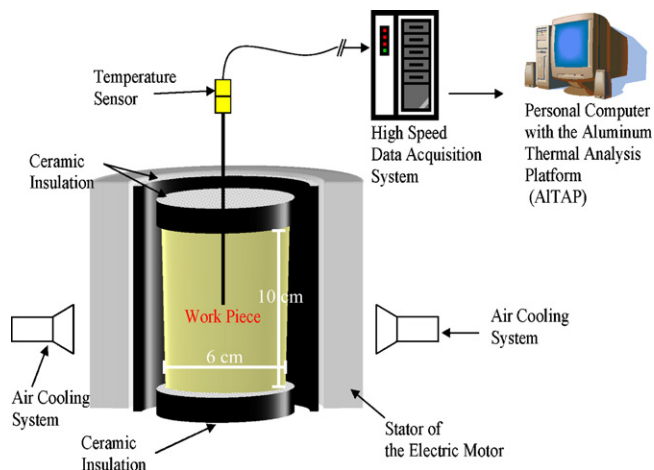 Temperature
Sensor
High Speed
Data Acquisition
System
Personal Computer
with the Aluminum
Thermal Analysis
Platform
(AlTAP)
Ceramic
Insulation
10 cm
Work Piece
6 cm
Air Cooling
System
Air Cooling
System
Ceramic
Insulation
Stator of
the Electric Motor